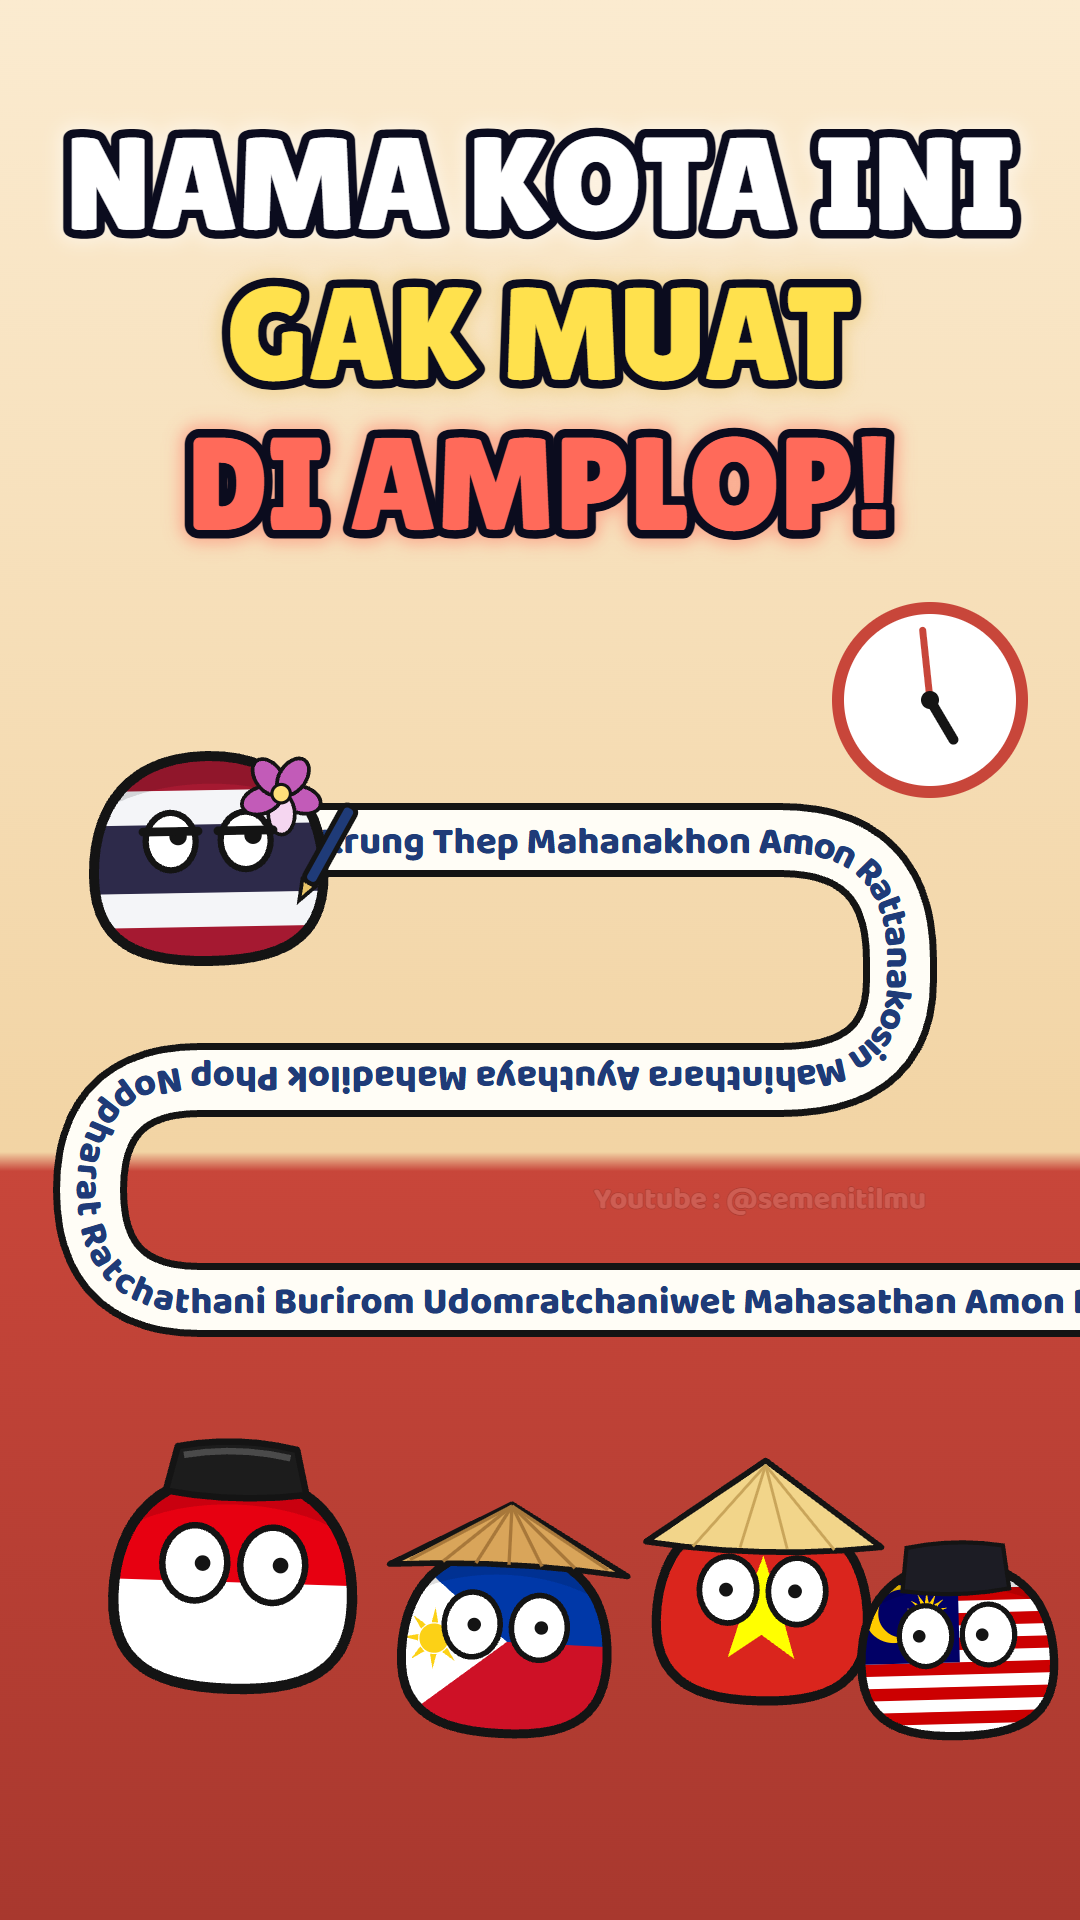 NAMA KOTA INI
GAK MUAT
DI AMPLOP!
rung Thep Mahanakhon Amon Rattanakosin Mahinthara Ayuthaya Mahadilok Phop Noppharat Ratchathani Burirom Udomratchaniwet Mahasathan Amon
Youtube : @semenitilmu